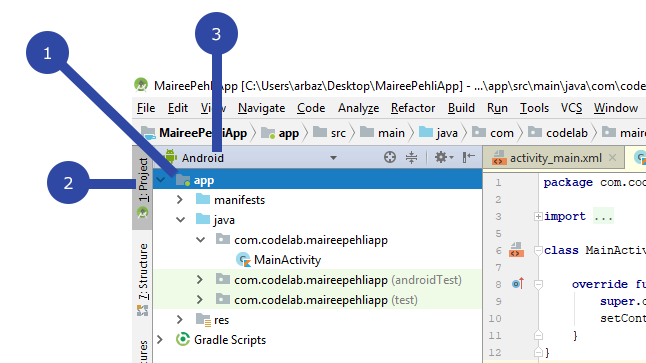 3
1
2
MaireePehliApp [C:\Users\arbaz\Desktop\MaireePehliApp] - ...\app\src\main\java\com\code
File Edit View Navigate Code Analyze Refactor Build Run Tools VCS Window
MaireePehliApp app src main java com codelab maire
Android
activity_main.xml
1: Project
7: Structure
app
manifests
java
com.codelab.maireepehliapp
MainActivity
com.codelab.maireepehliapp (androidTest)
com.codelab.maireepehliapp (test)
res
Gradle Scripts
1 package com.cod
2
3 import ...
5
6 class MainActiv
7
8 override fu
9 super.o
10 setCont
11 }
12 }